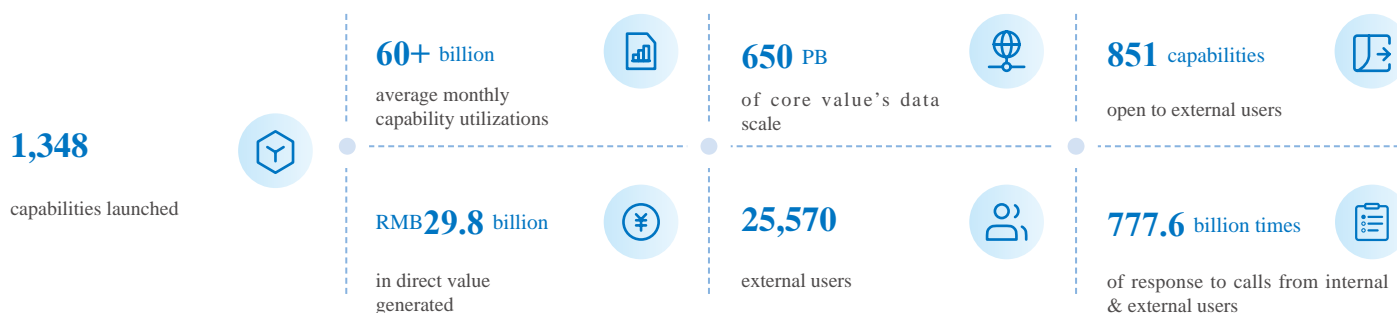 1,348
capabilities launched
60+ billion
average monthly
capability utilizations
RMB29.8 billion
in direct value
generated
650 PB
of core value's data
scale
25,570
external users
851 capabilities
open to external users
777.6 billion times
of response to calls from internal
& external users